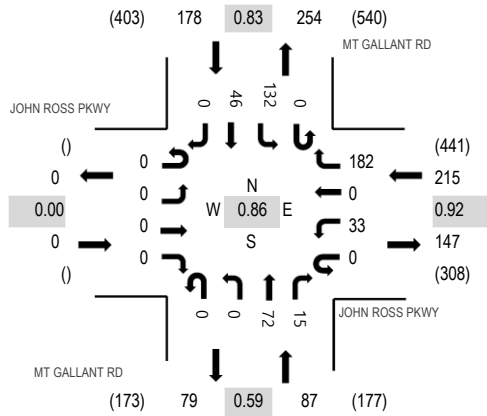 (403) 178 0.83 254 (540)
MT GALLANT RD
JOHN ROSS PKWY
0 46 132 0
() 0 182 (441)
0 0 N 0 215
0.00 0 W 0.86 E 33 0.92
0 0 S 0 147
() (308)
0 0 72 15
JOHN ROSS PKWY
MT GALLANT RD
(173) 79 0.59 87 (177)